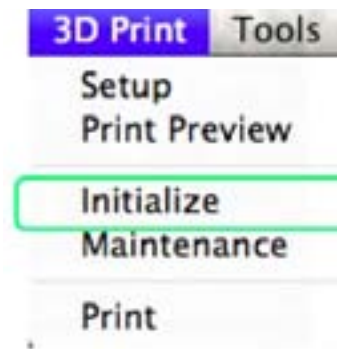 3D Print Tools
Setup
Print Preview
Initialize
Maintenance
Print